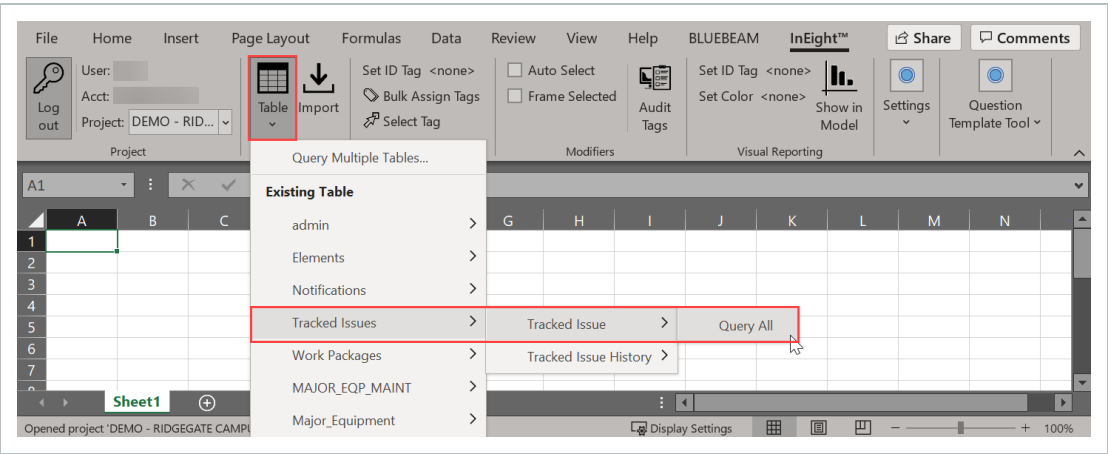 File Home Insert Page Layout Formulas Data Review View Help BLUEBEAM InEight™ Share Comments
User:
Acct:
Project: DEMO - RID...
Log out
Project
Table
Import
Set ID Tag <none>
Bulk Assign Tags
Select Tag
Auto Select
Frame Selected
Audit Tags
Modifiers
Set ID Tag <none>
Set Color <none>
Show in Model
Visual Reporting
Settings
Question Template Tool
A1
A B C G H I J K L M N
1
2
3
4
5
6
7
Query Multiple Tables...
Existing Table
admin
Elements
Notifications
Tracked Issues
Work Packages
MAJOR_EQP_MAINT
Major_Equipment
Tracked Issue
Tracked Issue History
Query All
Sheet1
Opened project 'DEMO - RIDGEGATE CAMPU
Display Settings
100%